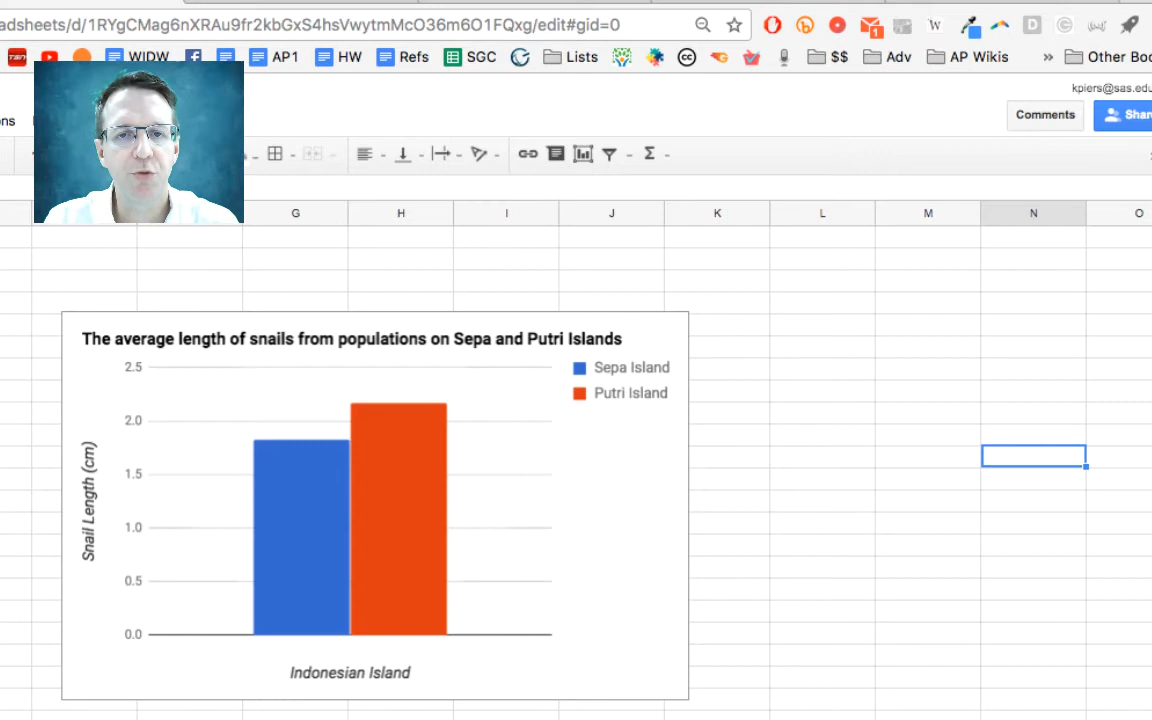 adsheets/d/1RYgCMag6nXRAu9fr2kbGxS4hsVwytmMcO36m6O1FQxg/edit#gid=0
TSN WIDW AP1 HW Refs SGC Lists $$ Adv AP Wikis » Other Boo
kpiers@sas.edu
ons
Comments Shar
G H I J K L M N O
The average length of snails from populations on Sepa and Putri Islands
Sepa Island
Putri Island
2.5
2.0
1.5
1.0
0.5
0.0
Snail Length (cm)
Indonesian Island